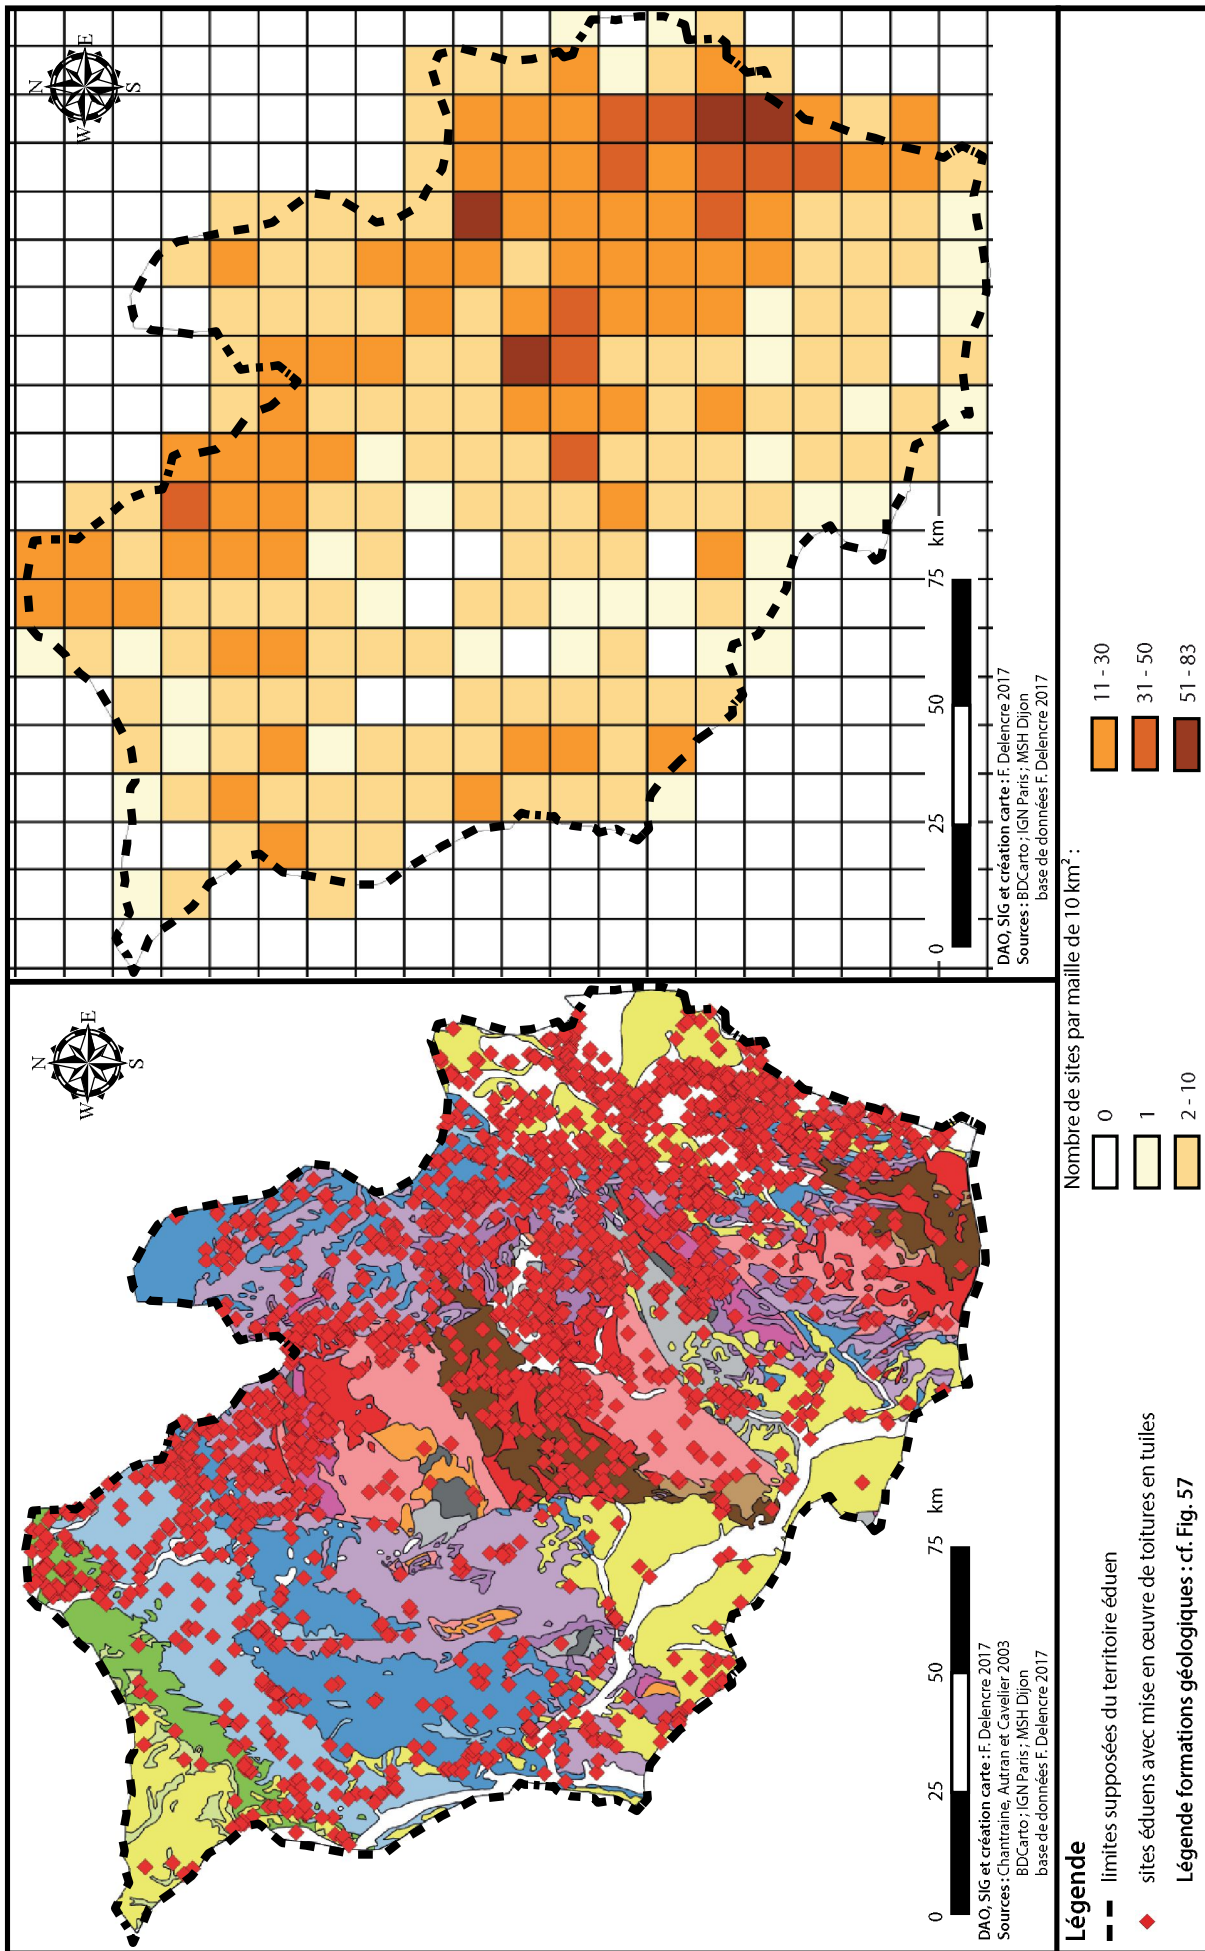 N
W
E
S
0
25
50
75
km
DAO, SIG et création carte : F. Delencre 2017
Sources : Chantraine, Autran et Cavelier 2003
BDCarto ; IGN Paris ; MSH Dijon
base de données F. Delencre 2017
N
W
E
S
0
25
50
75
km
DAO, SIG et création carte : F. Delencre 2017
Sources : BDCarto ; IGN Paris ; MSH Dijon
base de données F. Delencre 2017
Légende
limites supposées du territoire éduen
sites éduens avec mise en œuvre de toitures en tuiles
Légende formations géologiques : cf. Fig. 57
Nombre de sites par maille de 10 km² :
0
1
2 - 10
11 - 30
31 - 50
51 - 83